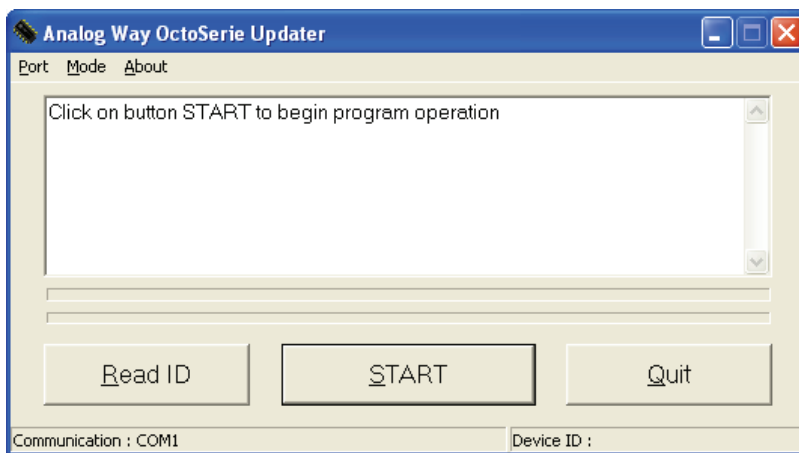 Analog Way OctoSerie Updater
Port Mode About
Click on button START to begin program operation
Read ID START Quit
Communication : COM1 Device ID :